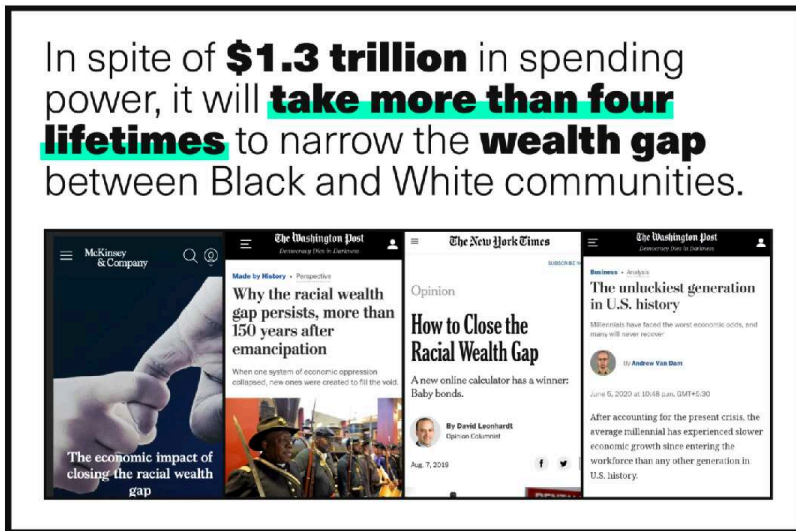 In spite of $1.3 trillion in spending
power, it will take more than four
lifetimes to narrow the wealth gap
between Black and White communities.
McKinsey
& Company
The economic impact of
closing the racial wealth
gap
The Washington Post
Democracy Dies in Darkness
Made by History • Perspective
Why the racial wealth
gap persists, more than
150 years after
emancipation
When one system of economic oppression
collapsed, new ones were created to fill the void.
The New York Times
SUBSCRIBE
Opinion
How to Close the
Racial Wealth Gap
A new online calculator has a winner:
Baby bonds.
By David Leonhardt
Opinion Columnist
Aug. 7, 2019
The Washington Post
Democracy Dies in Darkness
Business • Analysis
The unluckiest generation
in U.S. history
Millennials have faced the worst economic odds, and
many will never recover
By Andrew Van Dam
June 5, 2020 at 10:48 p.m. GMT+5:30
After accounting for the present crisis, the
average millennial has experienced slower
economic growth since entering the
workforce than any other generation in
U.S. history.